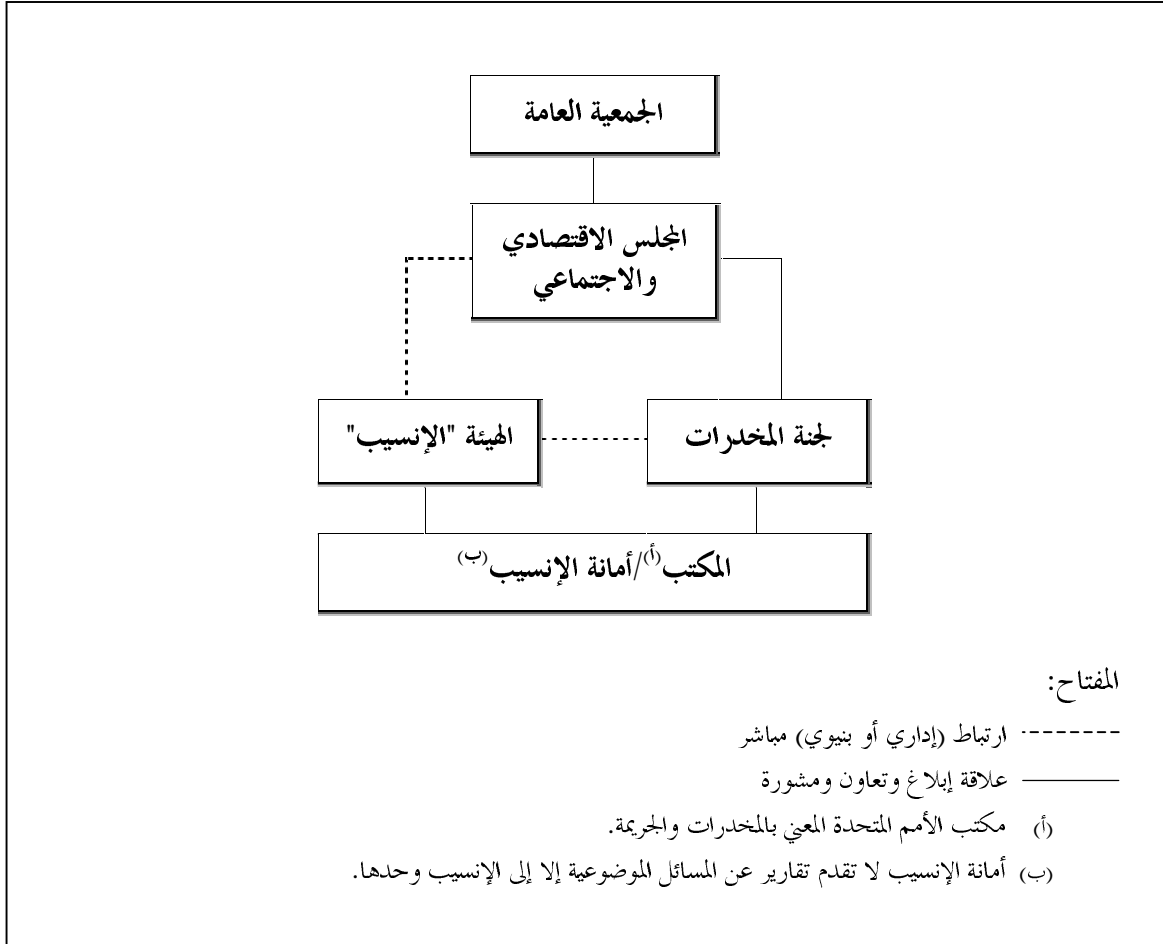 الجمعية العامة
المجلس الاقتصادي
والاجتماعي
الهيئة "الإنسيب"
لجنة المخدرات
المكتب(أ)/أمانة الإنسيب(ب)
المفتاح:
ارتباط (إداري أو بنيوي) مباشر
علاقة إبلاغ وتعاون ومشورة
(أ) مكتب الأمم المتحدة المعني بالمخدرات والجريمة.
(ب) أمانة الإنسيب لا تقدم تقارير عن المسائل الموضوعية إلا إلى الإنسيب وحدها.